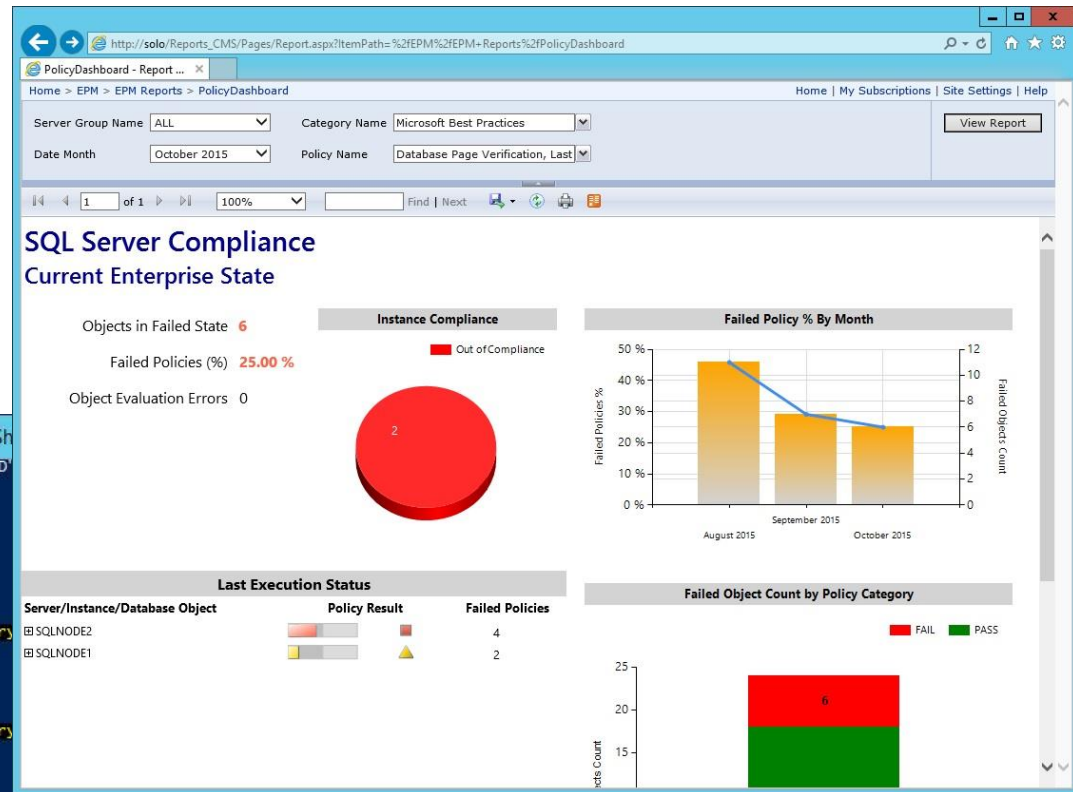 http://solo/Reports_CMS/Pages/Report.aspx?ItemPath=%2fEPM%2fEPM+Reports%2fPolicyDashboard
PolicyDashboard - Report ...
Home > EPM > EPM Reports > PolicyDashboard
Home | My Subscriptions | Site Settings | Help
Server Group Name ALL
Category Name Microsoft Best Practices
View Report
Date Month October 2015
Policy Name Database Page Verification, Last
1 of 1
100%
Find | Next
SQL Server Compliance
Current Enterprise State
Objects in Failed State 6
Failed Policies (%) 25.00 %
Object Evaluation Errors 0
Instance Compliance
Out of Compliance
2
Failed Policy % By Month
50 %
40 %
30 %
20 %
10 %
0 %
Failed Policies %
12
10
8
6
4
2
0
Failed Objects Count
August 2015
September 2015
October 2015
Last Execution Status
Server/Instance/Database Object Policy Result Failed Policies
SQLNODE2 4
SQLNODE1 2
Failed Object Count by Policy Category
FAIL PASS
25
20
15
6